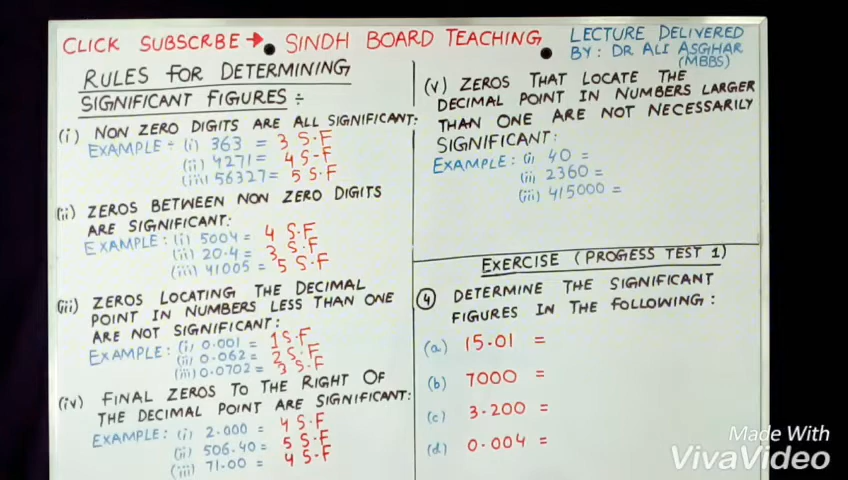 CLICK SUBSCRBE → • SINDH BOARD TEACHING •
LECTURE DELIVERED
BY: DR ALI ASGHAR
(MBBS)
RULES FOR DETERMINING
SIGNIFICANT FIGURES ÷
(i) NON ZERO DIGITS ARE ALL SIGNIFICANT:
EXAMPLE ÷ (i) 363 = 3 S.F
(ii) 4271 = 4 S-F
(iii) 56327 = 5 S.F
(ii) ZEROS BETWEEN NON ZERO DIGITS
ARE SIGNIFICANT:
EXAMPLE : (i) 5004 = 4 S.F
(ii) 20.4 = 3 S.F
(iii) 41005 = 5 S.F
(iii) ZEROS LOCATING THE DECIMAL
POINT IN NUMBERS LESS THAN ONE
ARE NOT SIGNIFICANT:
EXAMPLE : (i) 0.001 = 1 S.F
(ii) 0.062 = 2 S.F
(iii) 0.0702 = 3 S.F
(iv) FINAL ZEROS TO THE RIGHT OF
THE DECIMAL POINT ARE SIGNIFICANT:
EXAMPLE : (i) 2.000 = 4 S.F
(ii) 506.40 = 5 S.F
(iii) 71.00 = 4 S.F
(v) ZEROS THAT LOCATE THE
DECIMAL POINT IN NUMBERS LARGER
THAN ONE ARE NOT NECESSARILY
SIGNIFICANT:
EXAMPLE : (i) 40 =
(ii) 2360 =
(iii) 415000 =
EXERCISE (PROGESS TEST 1)
4 DETERMINE THE SIGNIFICANT
FIGURES IN THE FOLLOWING :
(a) 15.01 =
(b) 7000 =
(c) 3.200 =
(d) 0.004 =
Made With
VivaVideo